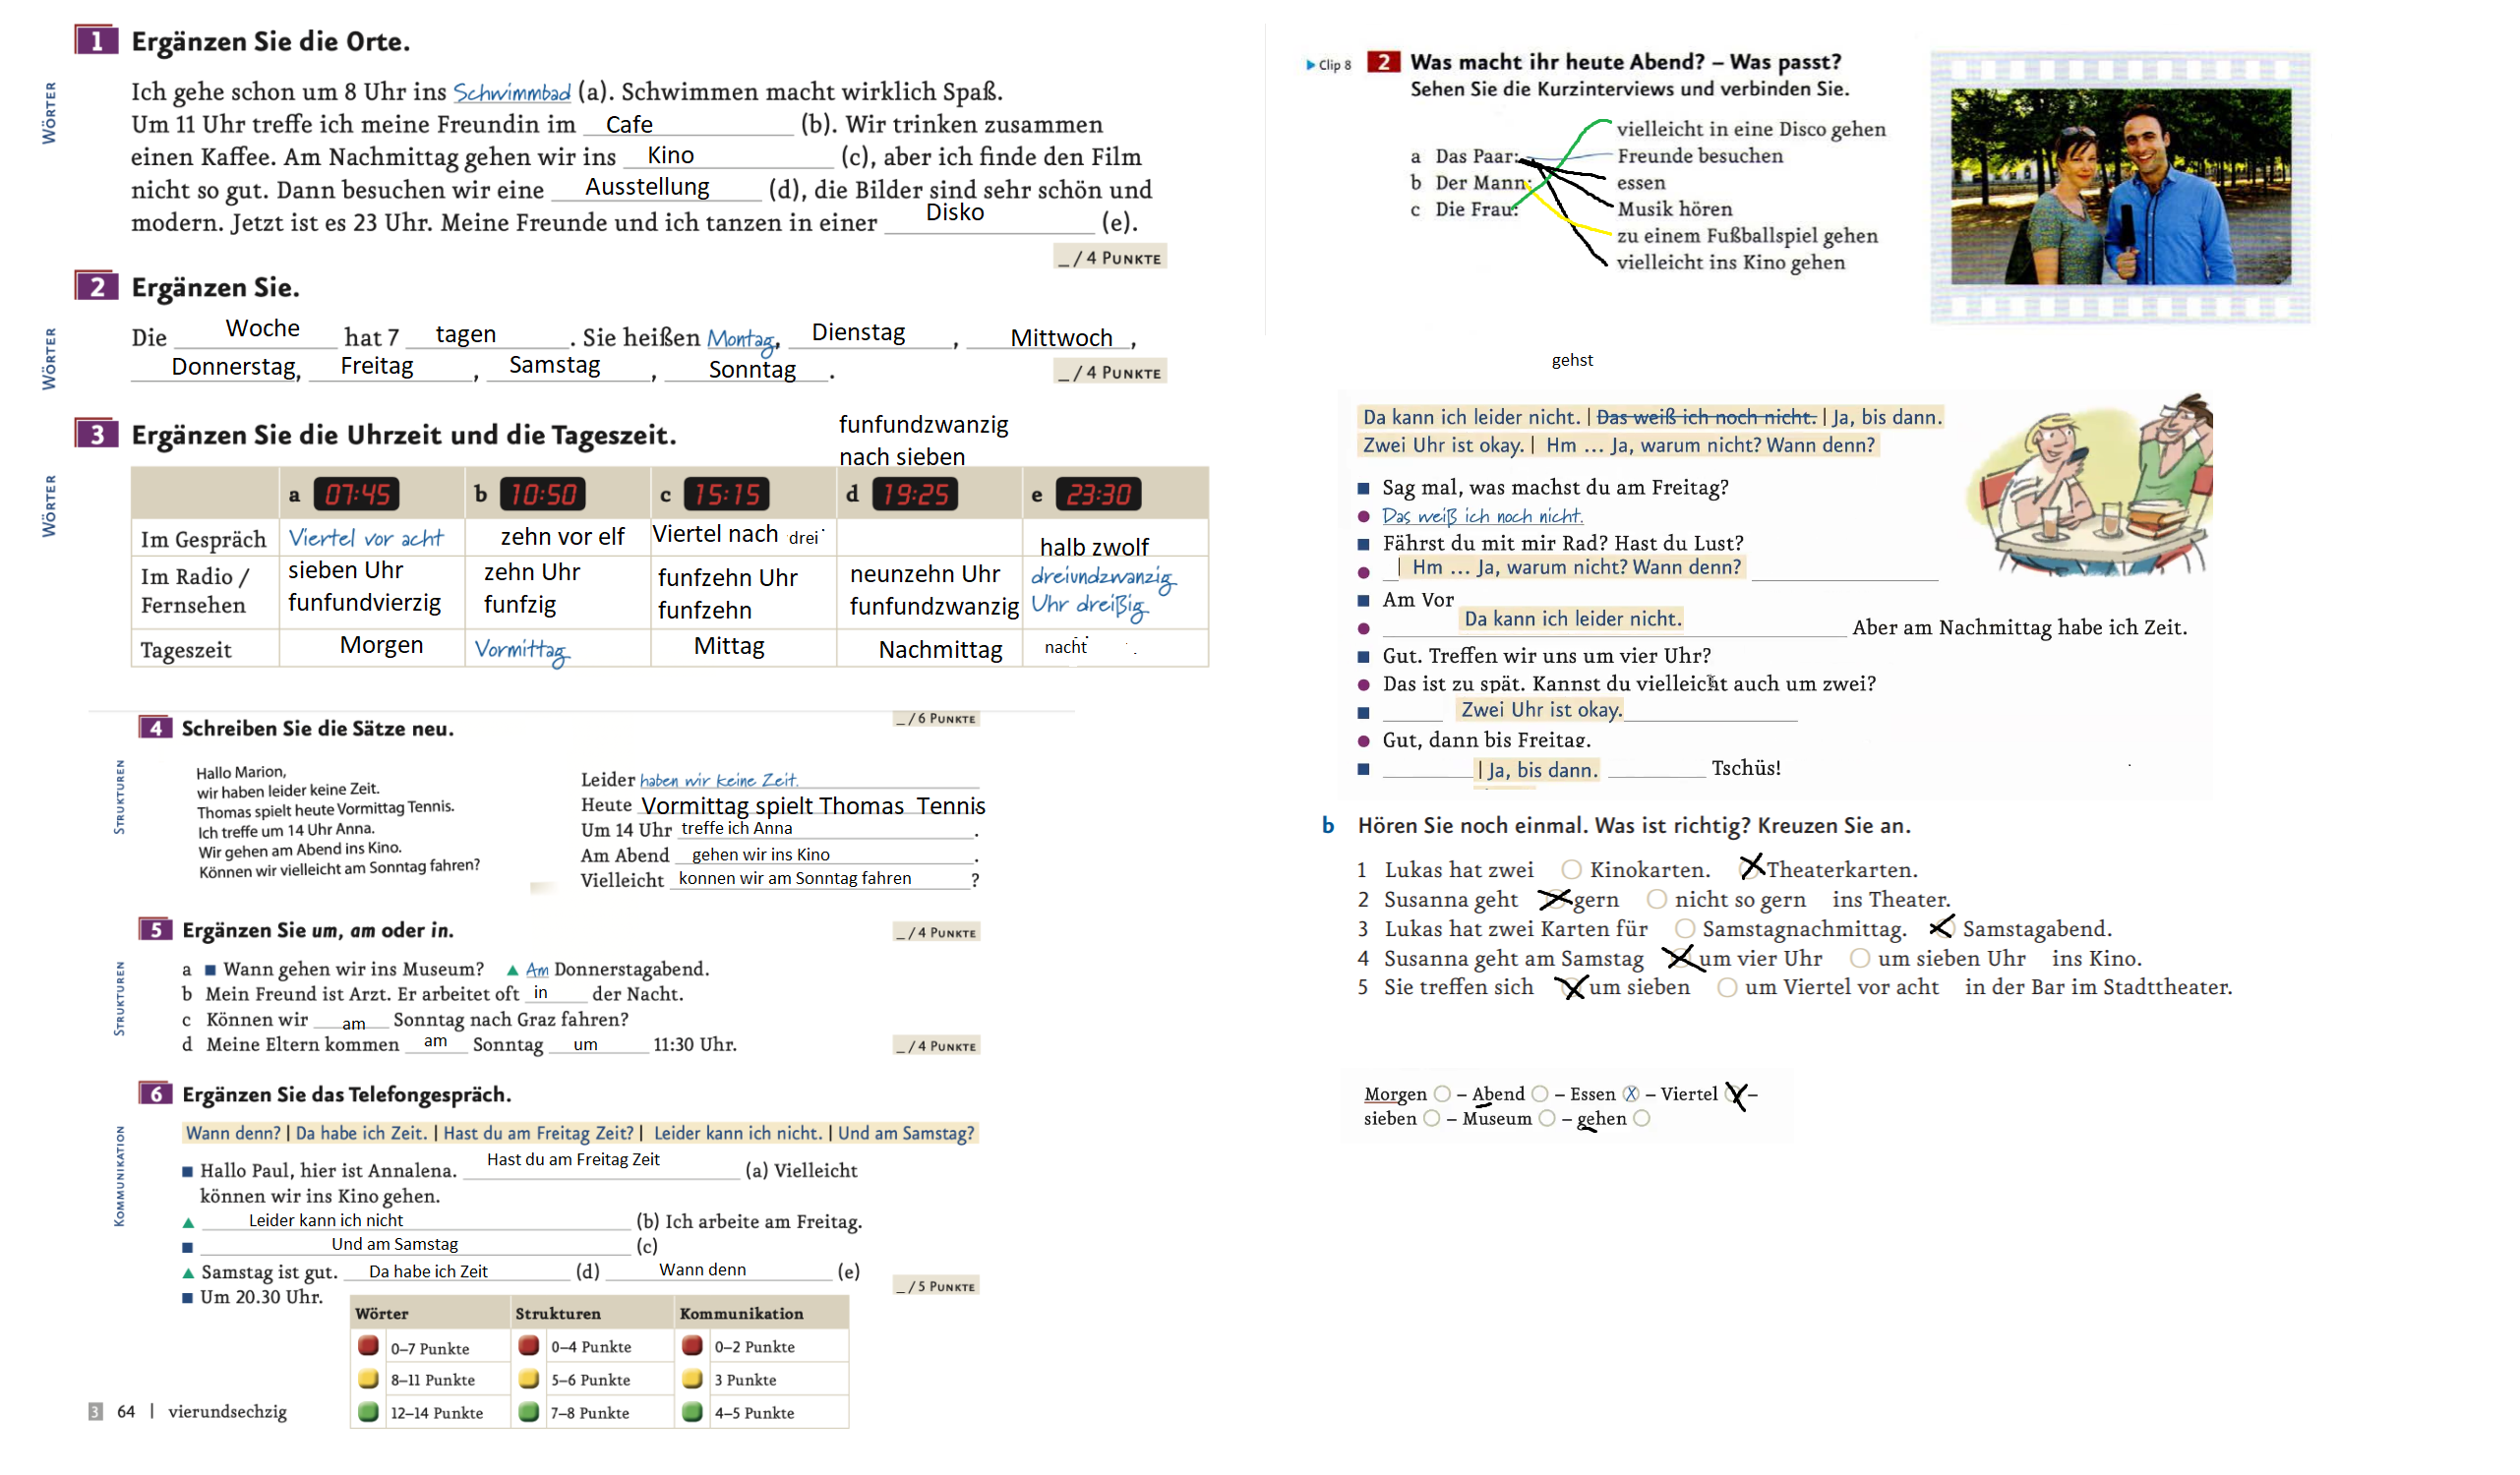 1 Ergänzen Sie die Orte.
WÖRTER
Ich gehe schon um 8 Uhr ins Schwimmbad (a). Schwimmen macht wirklich Spaß.
Um 11 Uhr treffe ich meine Freundin im Cafe (b). Wir trinken zusammen
einen Kaffee. Am Nachmittag gehen wir ins Kino (c), aber ich finde den Film
nicht so gut. Dann besuchen wir eine Ausstellung (d), die Bilder sind sehr schön und
modern. Jetzt ist es 23 Uhr. Meine Freunde und ich tanzen in einer Disko (e).
_ / 4 PUNKTE
2 Ergänzen Sie.
WÖRTER
Die Woche hat 7 tagen. Sie heißen Montag, Dienstag, Mittwoch,
Donnerstag, Freitag, Samstag, Sonntag.
_ / 4 PUNKTE
3 Ergänzen Sie die Uhrzeit und die Tageszeit.
WÖRTER
funfundzwanzig
nach sieben
a 07:45 b 10:50 c 15:15 d 19:25 e 23:30
Im Gespräch Viertel vor acht zehn vor elf Viertel nach drei halb zwolf
Im Radio / sieben Uhr zehn Uhr funfzehn Uhr neunzehn Uhr dreiundzwanzig
Fernsehen funfundvierzig funfzig funfzehn funfundzwanzig Uhr dreißig
Tageszeit Morgen Vormittag Mittag Nachmittag nacht
_ / 6 PUNKTE
4 Schreiben Sie die Sätze neu.
STRUKTUREN
Hallo Marion,
wir haben leider keine Zeit.
Thomas spielt heute Vormittag Tennis.
Ich treffe um 14 Uhr Anna.
Wir gehen am Abend ins Kino.
Können wir vielleicht am Sonntag fahren?
Leider haben wir keine Zeit.
Heute Vormittag spielt Thomas Tennis
Um 14 Uhr treffe ich Anna.
Am Abend gehen wir ins Kino.
Vielleicht konnen wir am Sonntag fahren?
_ / 4 PUNKTE
5 Ergänzen Sie um, am oder in.
STRUKTUREN
a Wann gehen wir ins Museum? Am Donnerstagabend.
b Mein Freund ist Arzt. Er arbeitet oft in der Nacht.
c Können wir am Sonntag nach Graz fahren?
d Meine Eltern kommen am Sonntag um 11:30 Uhr.
_ / 4 PUNKTE
6 Ergänzen Sie das Telefongespräch.
KOMMUNIKATION
Wann denn? | Da habe ich Zeit. | Hast du am Freitag Zeit? | Leider kann ich nicht. | Und am Samstag?
Hallo Paul, hier ist Annalena. Hast du am Freitag Zeit (a) Vielleicht
können wir ins Kino gehen.
Leider kann ich nicht (b) Ich arbeite am Freitag.
Und am Samstag (c)
Samstag ist gut. Da habe ich Zeit (d) Wann denn (e)
Um 20.30 Uhr.
_ / 5 PUNKTE
Wörter Strukturen Kommunikation
0–7 Punkte 0–4 Punkte 0–2 Punkte
8–11 Punkte 5–6 Punkte 3 Punkte
12–14 Punkte 7–8 Punkte 4–5 Punkte
3 64 | vierundsechzig
Clip 8 2 Was macht ihr heute Abend? – Was passt?
Sehen Sie die Kurzinterviews und verbinden Sie.
a Das Paar:
b Der Mann
c Die Frau:
vielleicht in eine Disco gehen
Freunde besuchen
essen
Musik hören
zu einem Fußballspiel gehen
vielleicht ins Kino gehen
gehst
Da kann ich leider nicht. | Das weiß ich noch nicht. | Ja, bis dann.
Zwei Uhr ist okay. | Hm ... Ja, warum nicht? Wann denn?
Sag mal, was machst du am Freitag?
Das weiß ich noch nicht.
Fährst du mit mir Rad? Hast du Lust?
| Hm ... Ja, warum nicht? Wann denn?
Am Vor
Da kann ich leider nicht. Aber am Nachmittag habe ich Zeit.
Gut. Treffen wir uns um vier Uhr?
Das ist zu spät. Kannst du vielleicht auch um zwei?
Zwei Uhr ist okay.
Gut, dann bis Freitag.
| Ja, bis dann. Tschüs!
b Hören Sie noch einmal. Was ist richtig? Kreuzen Sie an.
1 Lukas hat zwei Kinokarten. Theaterkarten.
2 Susanna geht gern nicht so gern ins Theater.
3 Lukas hat zwei Karten für Samstagnachmittag. Samstagabend.
4 Susanna geht am Samstag um vier Uhr um sieben Uhr ins Kino.
5 Sie treffen sich um sieben um Viertel vor acht in der Bar im Stadttheater.
Morgen – Abend – Essen x – Viertel –
sieben – Museum – gehen